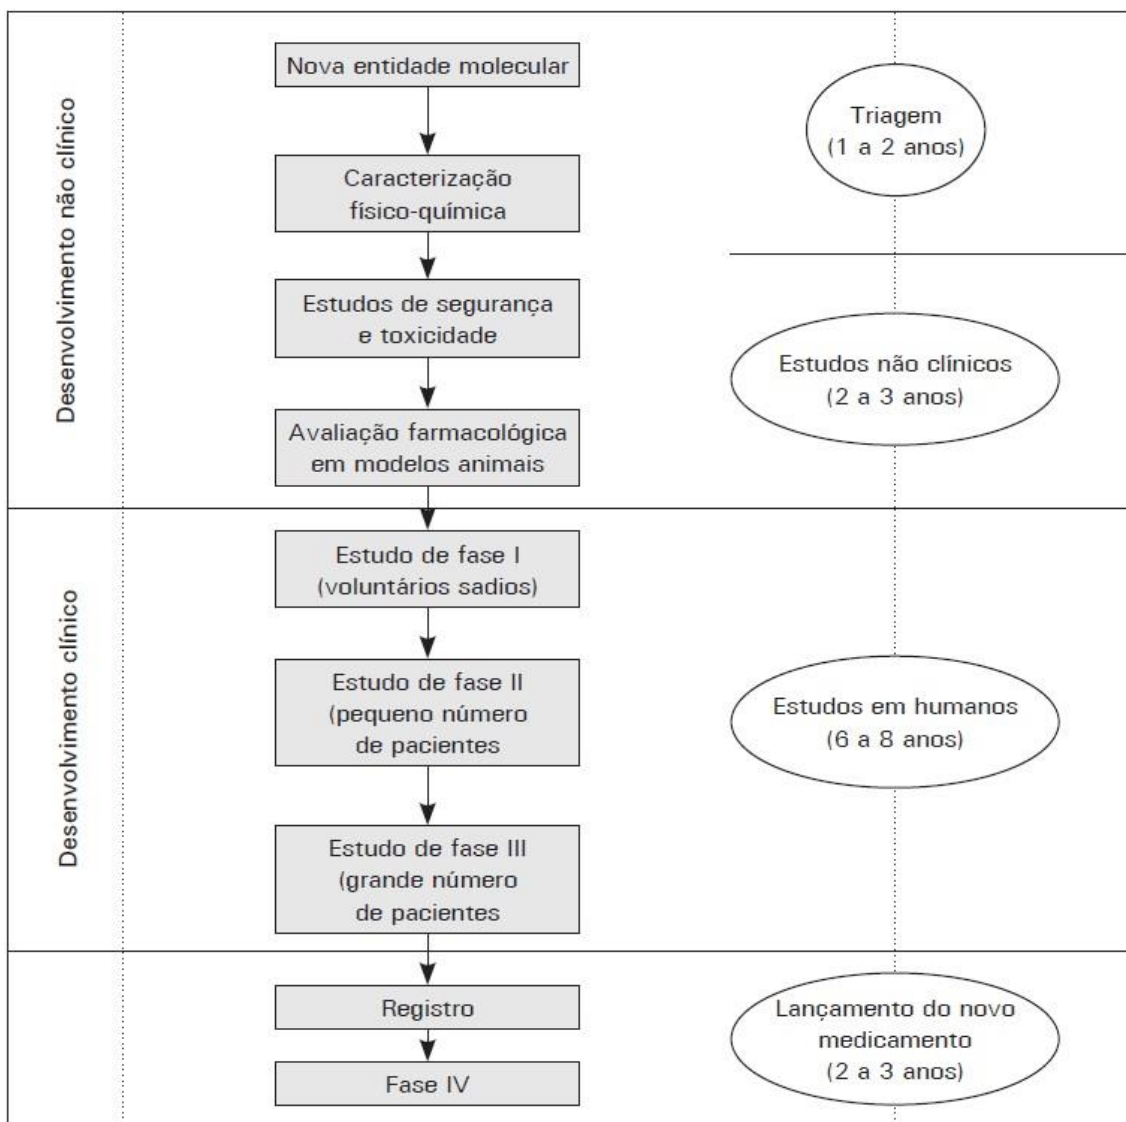 Desenvolvimento não clínico
Nova entidade molecular
Caracterização
físico-química
Estudos de segurança
e toxicidade
Avaliação farmacológica
em modelos animais
Triagem
(1 a 2 anos)
Estudos não clínicos
(2 a 3 anos)
Desenvolvimento clínico
Estudo de fase I
(voluntários sadios)
Estudo de fase II
(pequeno número
de pacientes
Estudo de fase III
(grande número
de pacientes
Estudos em humanos
(6 a 8 anos)
Registro
Fase IV
Lançamento do novo
medicamento
(2 a 3 anos)